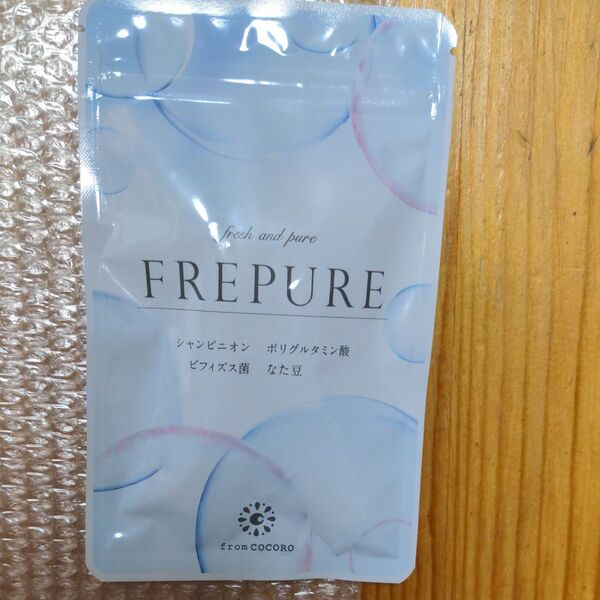 fresh and pure
FREPURE
シャンピニオン ポリグルタミン酸
ビフィズス菌 なた豆
from COCORO